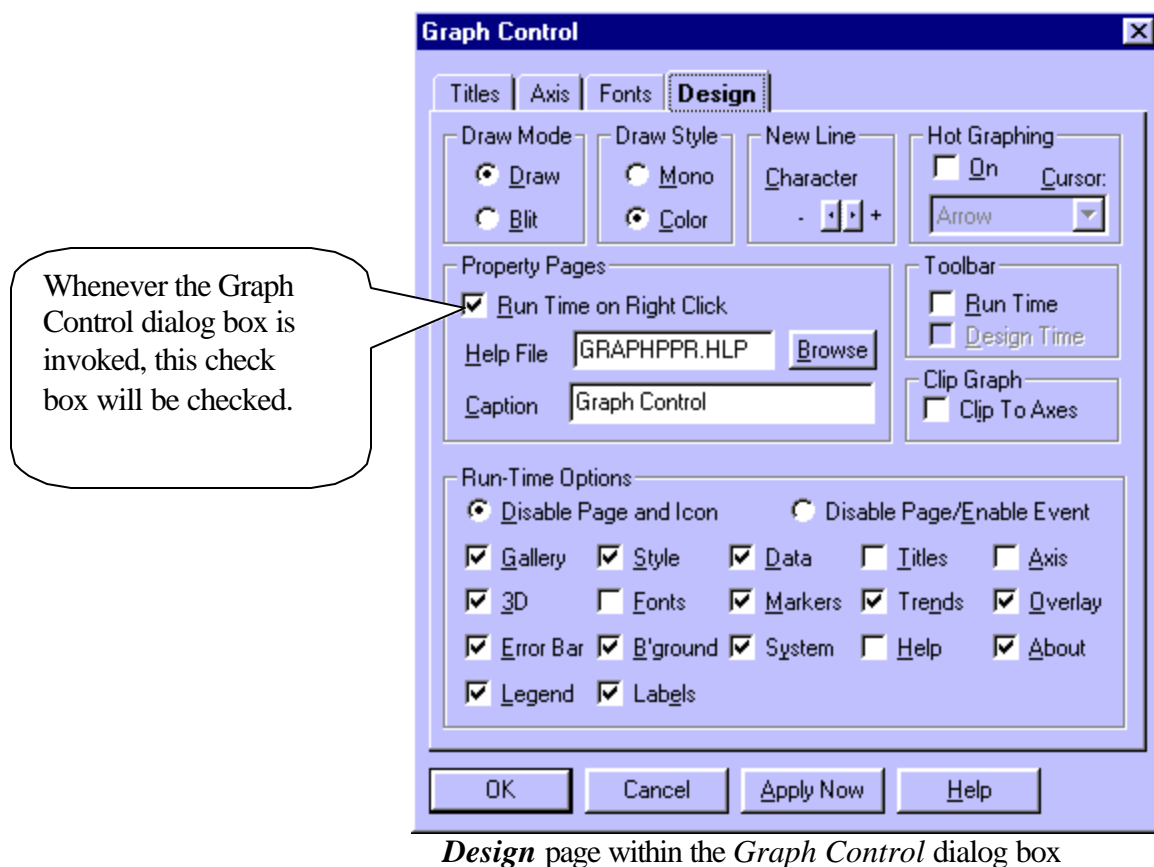 Graph Control
Titles Axis Fonts Design
Draw Mode Draw Style New Line Hot Graphing
Draw Mono Character On Cursor:
Blit Color - + Arrow
Whenever the Graph
Control dialog box is
invoked, this check
box will be checked.
Property Pages Toolbar
Run Time on Right Click Run Time
Help File GRAPHPPR.HLP Browse Design Time
Clip Graph
Caption Graph Control Clip To Axes
Run-Time Options
Disable Page and Icon Disable Page/Enable Event
Gallery Style Data Titles Axis
3D Fonts Markers Trends Overlay
Error Bar B'ground System Help About
Legend Labels
OK Cancel Apply Now Help
Design page within the Graph Control dialog box